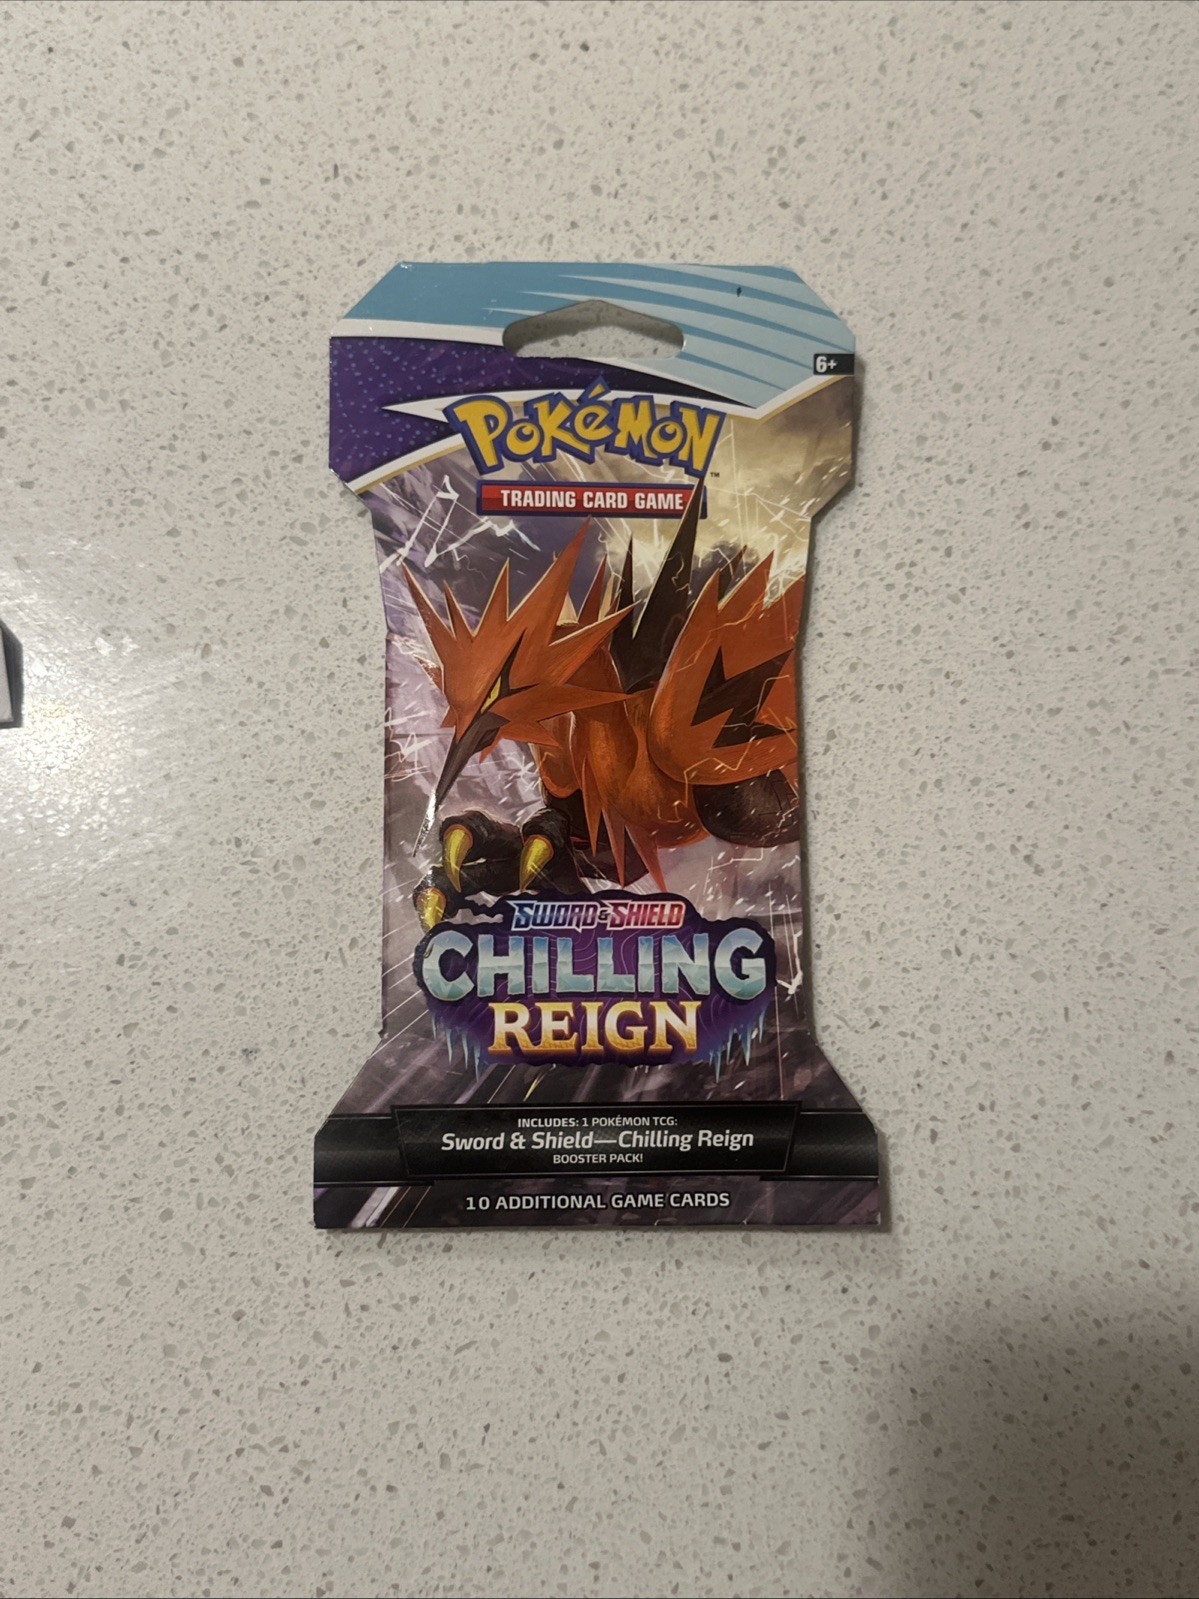 6+
POKéMON
TM
TRADING CARD GAME
SWORD & SHIELD
CHILLING
REIGN
INCLUDES: 1 POKÉMON TCG:
Sword & Shield—Chilling Reign
BOOSTER PACK!
10 ADDITIONAL GAME CARDS